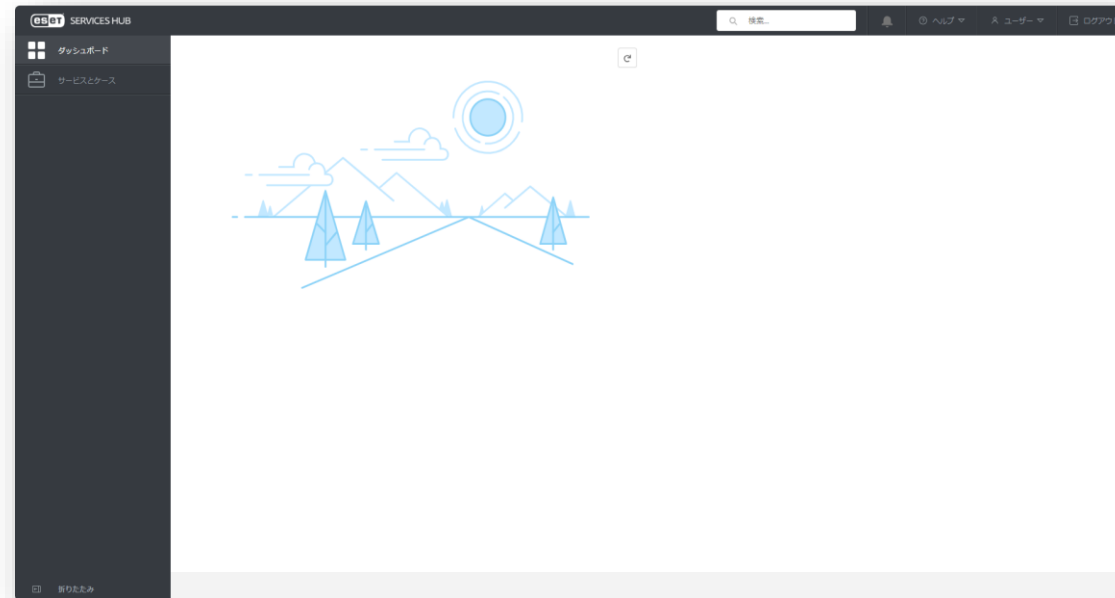 eset SERVICES HUB
検索...
ヘルプ
ユーザー
ログアウ
ダッシュボード
サービスとケース
折りたたみ